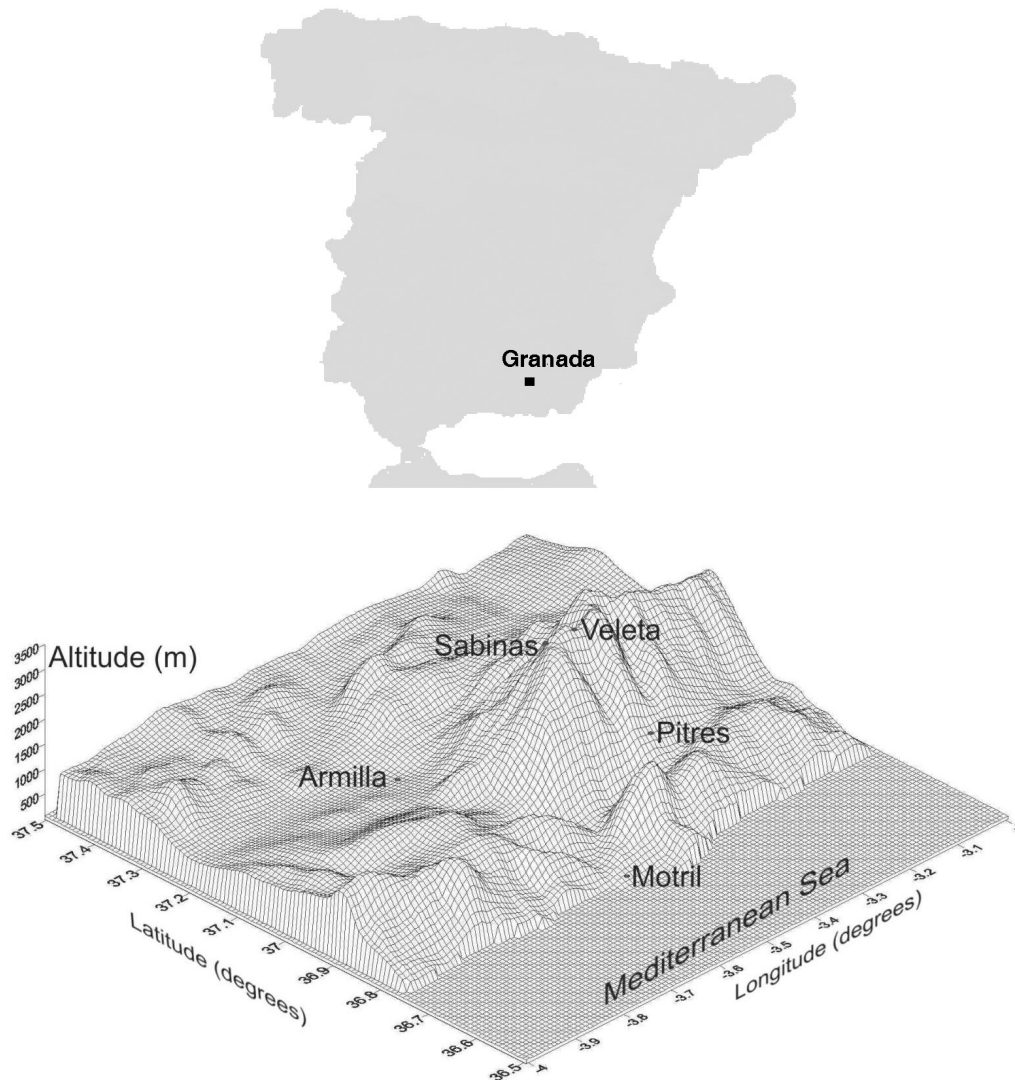 Granada
Altitude (m)
3500
3000
2500
2000
1500
1000
500
Sabinas
Veleta
Pitres
Armilla
Motril
Mediterranean Sea
37.5
37.4
37.3
37.2
37.1
37
36.9
36.8
36.7
36.6
36.5
Latitude (degrees)
-4
-3.9
-3.8
-3.7
-3.6
-3.5
-3.4
-3.3
-3.2
-3.1
Longitude (degrees)